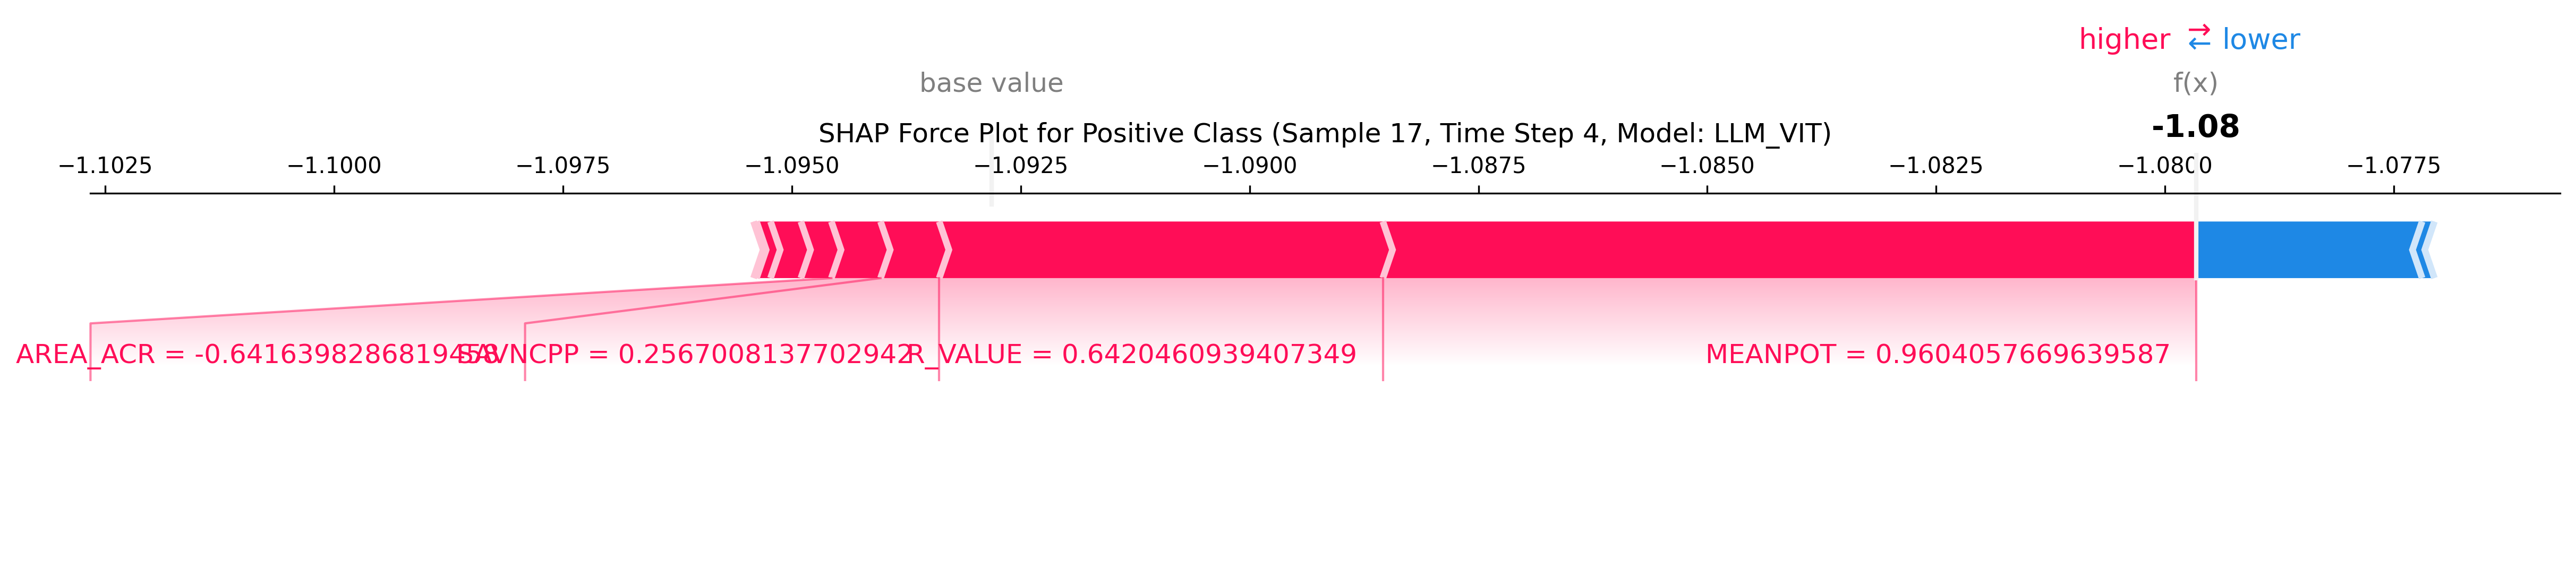 higher ⇄ lower
base value f(x)
SHAP Force Plot for Positive Class (Sample 17, Time Step 4, Model: LLM_VIT) -1.08
−1.1025 −1.1000 −1.0975 −1.0950 −1.0925 −1.0900 −1.0875 −1.0850 −1.0825 −1.0800 −1.0775
AREA_ACR = -0.6416398286819458 SAVNCPP = 0.2567008137702942 R_VALUE = 0.6420460939407349 MEANPOT = 0.9604057669639587